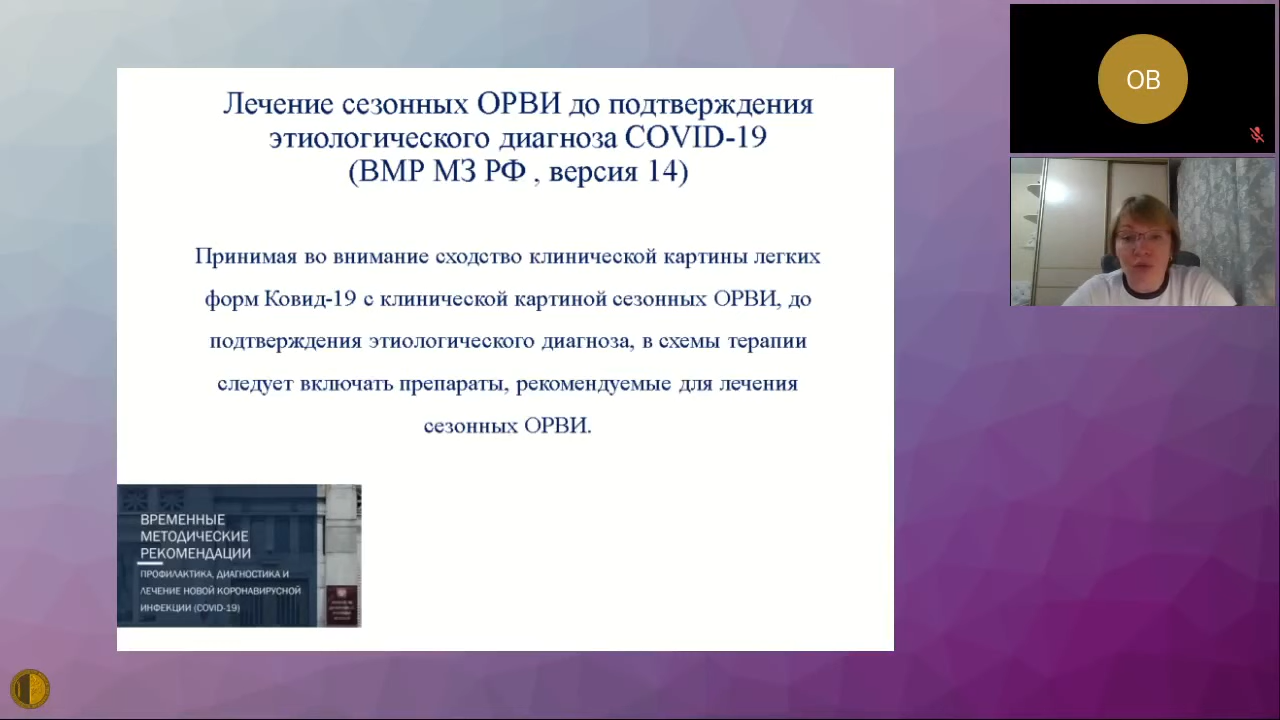 Лечение сезонных ОРВИ до подтверждения
этиологического диагноза COVID-19
(ВМР МЗ РФ , версия 14)
Принимая во внимание сходство клинической картины легких
форм Ковид-19 с клинической картиной сезонных ОРВИ, до
подтверждения этиологического диагноза, в схемы терапии
следует включать препараты, рекомендуемые для лечения
сезонных ОРВИ.
ВРЕМЕННЫЕ
МЕТОДИЧЕСКИЕ
РЕКОМЕНДАЦИИ
ПРОФИЛАКТИКА, ДИАГНОСТИКА И
ЛЕЧЕНИЕ НОВОЙ КОРОНАВИРУСНОЙ
ИНФЕКЦИИ (COVID-19)
ОВ